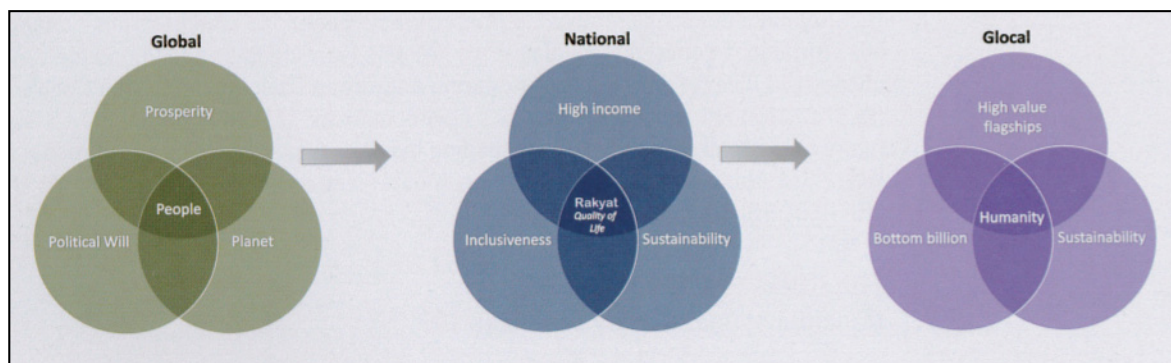 Global
Prosperity
People
Political Will
Planet
National
High income
Rakyat
Quality of
Life
Inclusiveness
Sustainability
Glocal
High value
flagships
Humanity
Bottom billion
Sustainability